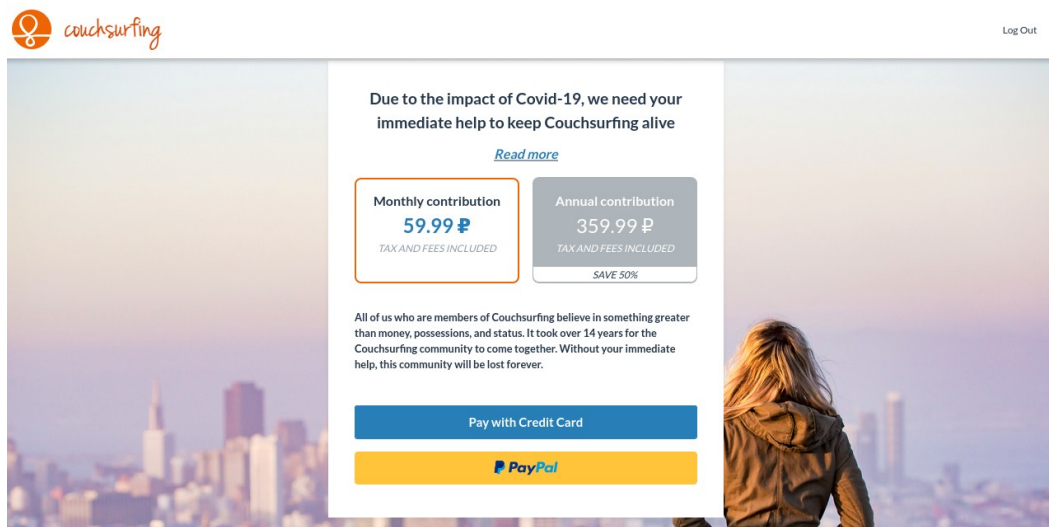 couchsurfing
Log Out
Due to the impact of Covid-19, we need your
immediate help to keep Couchsurfing alive
Read more
Monthly contribution
59.99 ₽
TAX AND FEES INCLUDED
Annual contribution
359.99 ₽
TAX AND FEES INCLUDED
SAVE 50%
All of us who are members of Couchsurfing believe in something greater
than money, possessions, and status. It took over 14 years for the
Couchsurfing community to come together. Without your immediate
help, this community will be lost forever.
Pay with Credit Card
PayPal